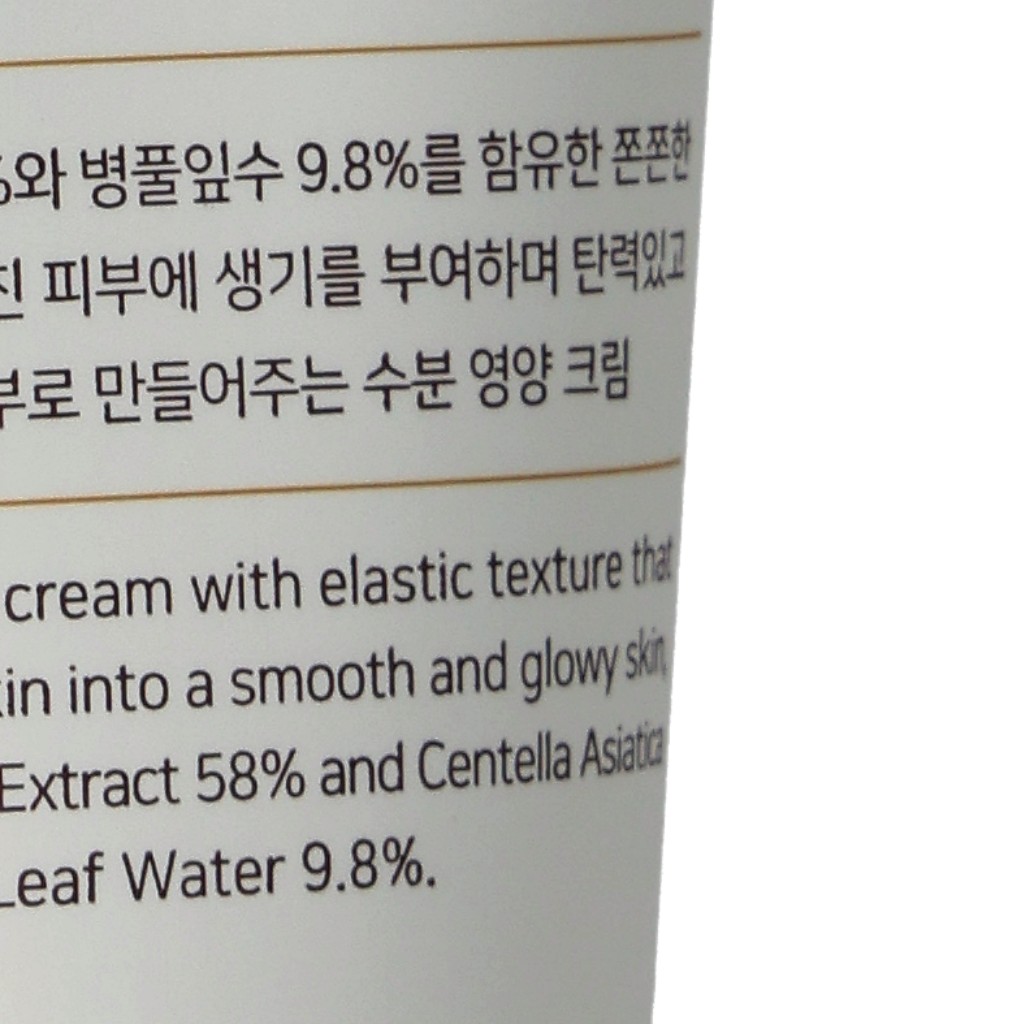 %와 병풀잎수 9.8%를 함유한 쫀쫀한
친 피부에 생기를 부여하며 탄력있고
부로 만들어주는 수분 영양 크림
cream with elastic texture that
in into a smooth and glowy skin,
Extract 58% and Centella Asiatica
Leaf Water 9.8%.